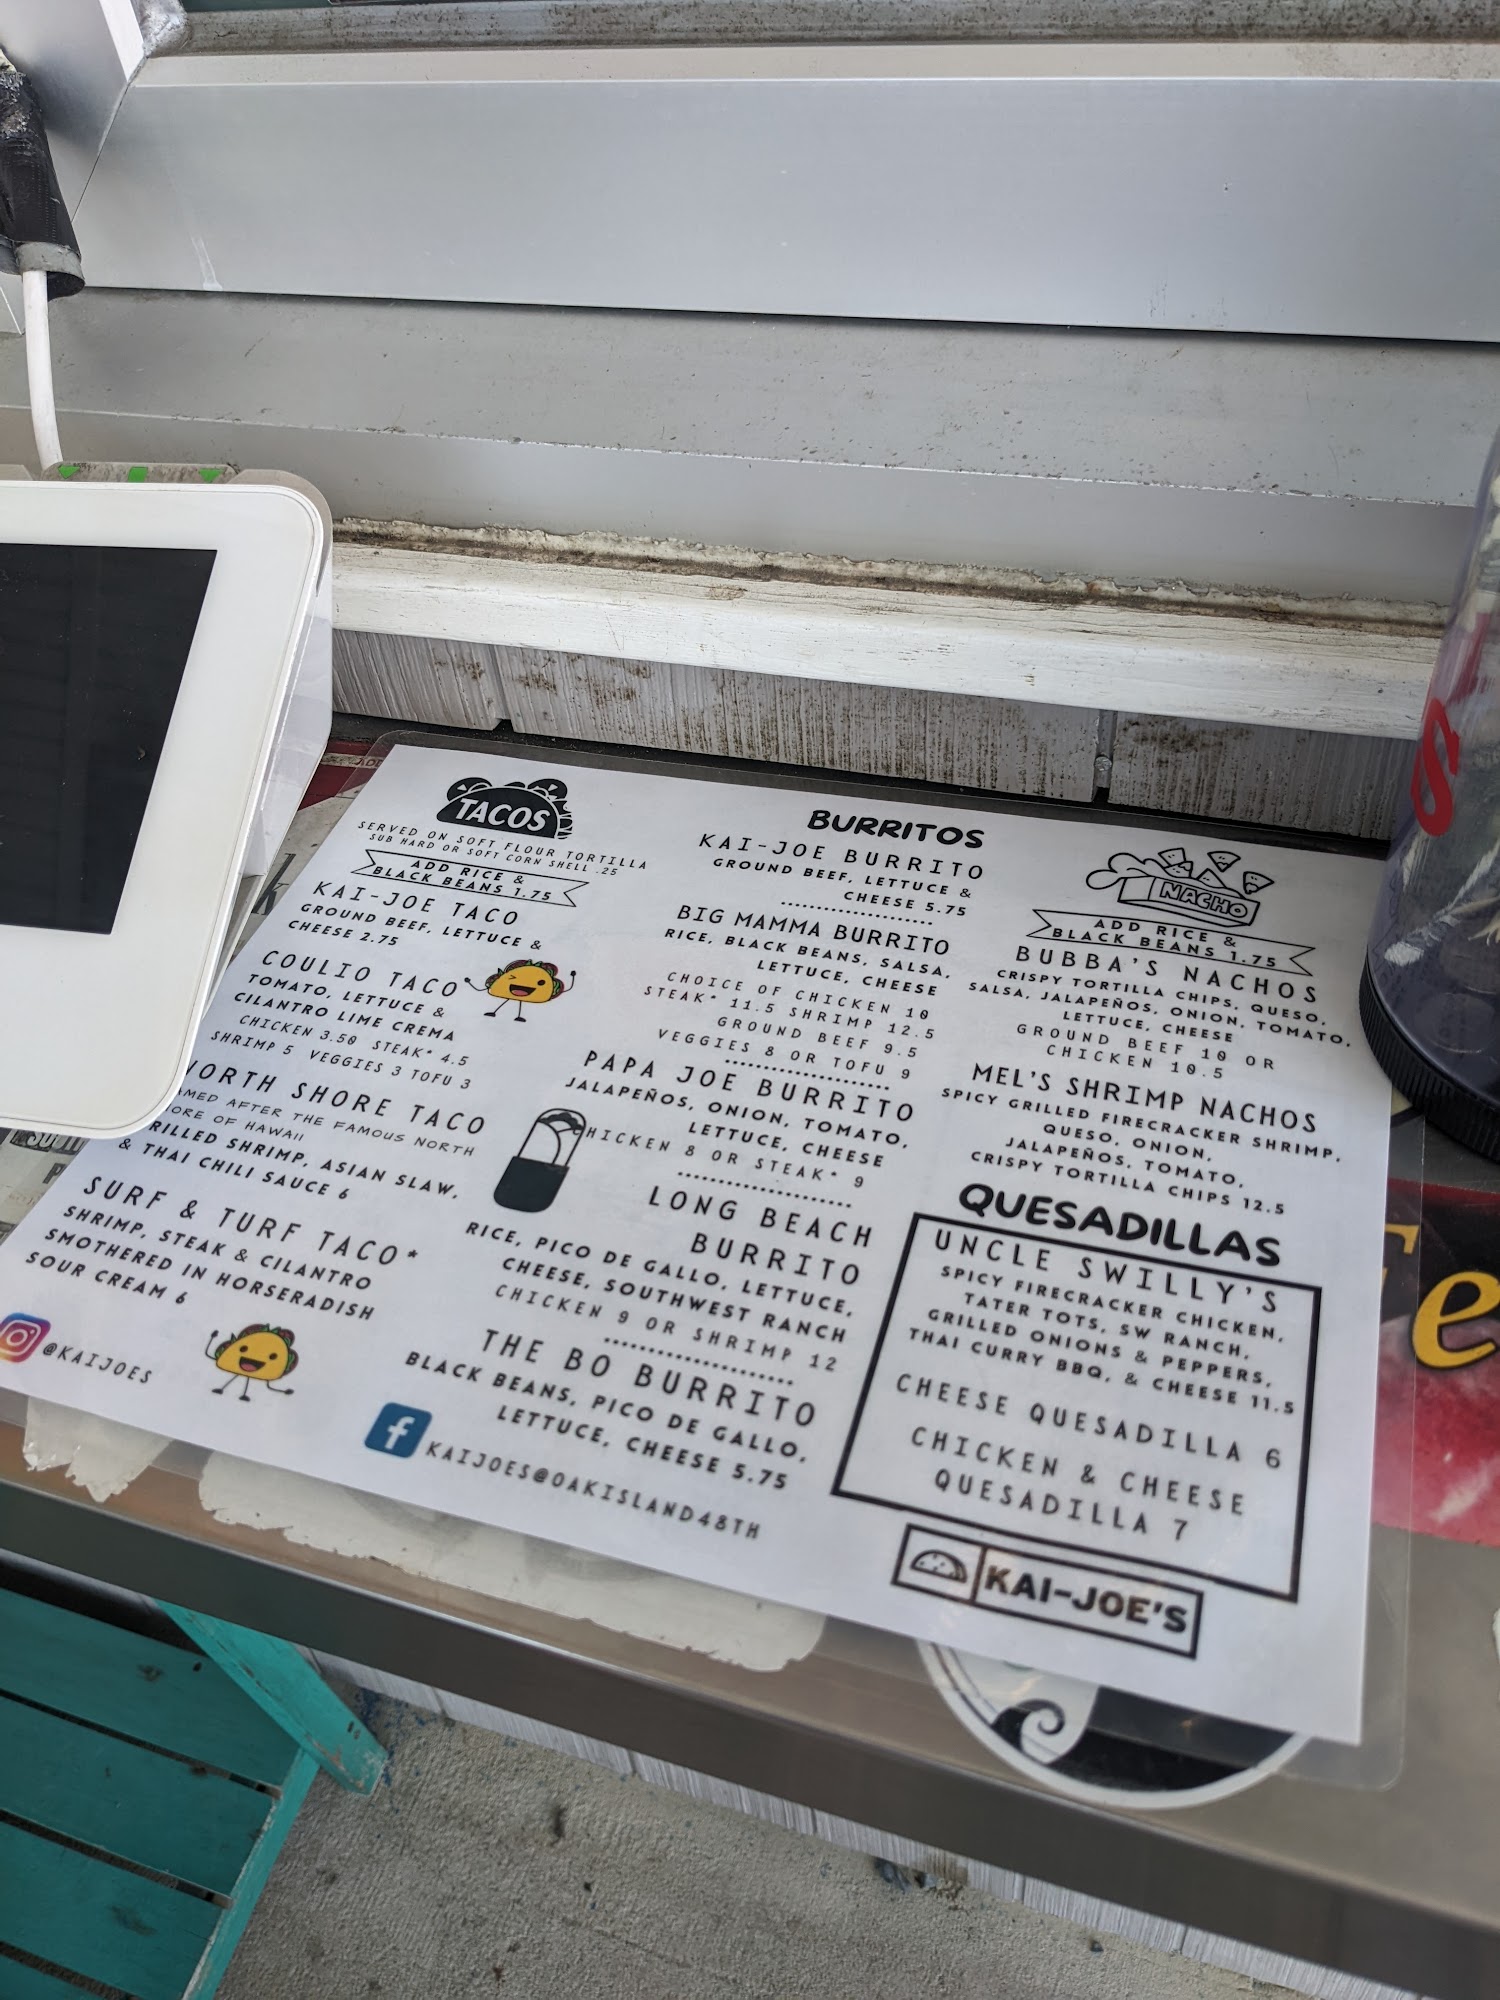 TACOS
SERVED ON SOFT FLOUR TORTILLA
SUB HARD OR SOFT CORN SHELL .25
ADD RICE &
BLACK BEANS 1.75
KAI-JOE TACO
GROUND BEEF, LETTUCE &
CHEESE 2.75
COULIO TACO
TOMATO, LETTUCE &
CILANTRO LIME CREMA
CHICKEN 3.50 STEAK* 4.5
SHRIMP 5 VEGGIES 3 TOFU 3
NORTH SHORE TACO
AFTER THE FAMOUS NORTH
OF HAWAII
SHRIMP, ASIAN SLAW,
& THAI CHILI SAUCE 6
SURF & TURF TACO*
SHRIMP, STEAK & CILANTRO
SMOTHERED IN HORSERADISH
SOUR CREAM 6
@KAIJOES
BURRITOS
KAI-JOE BURRITO
GROUND BEEF, LETTUCE &
CHEESE 5.75
BIG MAMMA BURRITO
RICE, BLACK BEANS, SALSA,
LETTUCE, CHEESE
CHOICE OF CHICKEN 10
STEAK* 11.5 SHRIMP 12.5
GROUND BEEF 9.5
VEGGIES 8 OR TOFU 9
PAPA JOE BURRITO
JALAPEÑOS, ONION, TOMATO,
LETTUCE, CHEESE
CHICKEN 8 OR STEAK* 9
LONG BEACH
BURRITO
RICE, PICO DE GALLO, LETTUCE,
CHEESE, SOUTHWEST RANCH
CHICKEN 9 OR SHRIMP 12
THE BO BURRITO
BLACK BEANS, PICO DE GALLO,
LETTUCE, CHEESE 5.75
f KAIJOES@OAKISLAND48TH
NACHO
ADD RICE &
BLACK BEANS 1.75
BUBBA'S NACHOS
CRISPY TORTILLA CHIPS, QUESO,
SALSA, JALAPEÑOS, ONION, TOMATO,
LETTUCE, CHEESE
GROUND BEEF 10 OR
CHICKEN 10.5
MEL'S SHRIMP NACHOS
SPICY GRILLED FIRECRACKER SHRIMP,
QUESO, ONION,
JALAPEÑOS, TOMATO,
CRISPY TORTILLA CHIPS 12.5
QUESADILLAS
UNCLE SWILLY'S
SPICY FIRECRACKER CHICKEN,
TATER TOTS, SW RANCH,
GRILLED ONIONS & PEPPERS,
THAI CURRY BBQ, & CHEESE 11.5
CHEESE QUESADILLA 6
CHICKEN & CHEESE
QUESADILLA 7
KAI-JOE'S